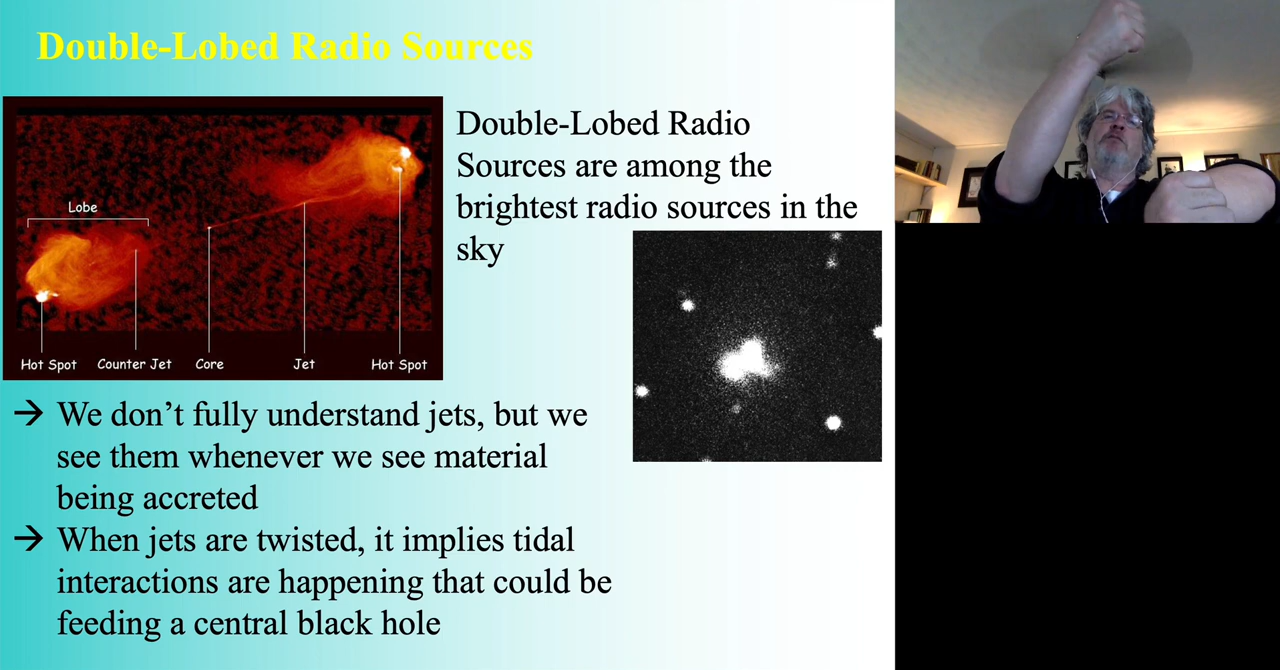 Double-Lobed Radio Sources
Lobe
Hot Spot Counter Jet Core Jet Hot Spot
Double-Lobed Radio
Sources are among the
brightest radio sources in the
sky
→ We don’t fully understand jets, but we
see them whenever we see material
being accreted
→ When jets are twisted, it implies tidal
interactions are happening that could be
feeding a central black hole